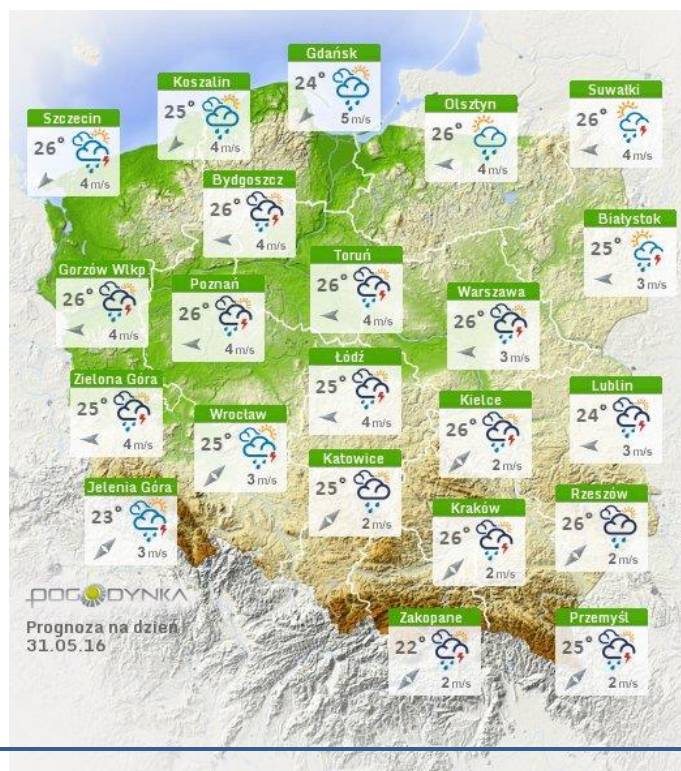 Gdańsk
24°
5 m/s
Koszalin
25°
4 m/s
Suwałki
26°
4 m/s
Olsztyn
26°
4 m/s
Szczecin
26°
4 m/s
Bydgoszcz
26°
4 m/s
Białystok
25°
3 m/s
Toruń
26°
4 m/s
Gorzów Wlkp
26°
4 m/s
Poznań
26°
4 m/s
Warszawa
26°
3 m/s
Łódź
25°
4 m/s
Zielona Góra
25°
4 m/s
Lublin
24°
3 m/s
Kielce
26°
2 m/s
Wrocław
25°
3 m/s
Katowice
25°
2 m/s
Jelenia Góra
23°
3 m/s
Rzeszów
26°
2 m/s
Kraków
26°
2 m/s
POGODYNKA
Prognoza na dzień
31.05.16
Zakopane
22°
2 m/s
Przemyśl
25°
2 m/s